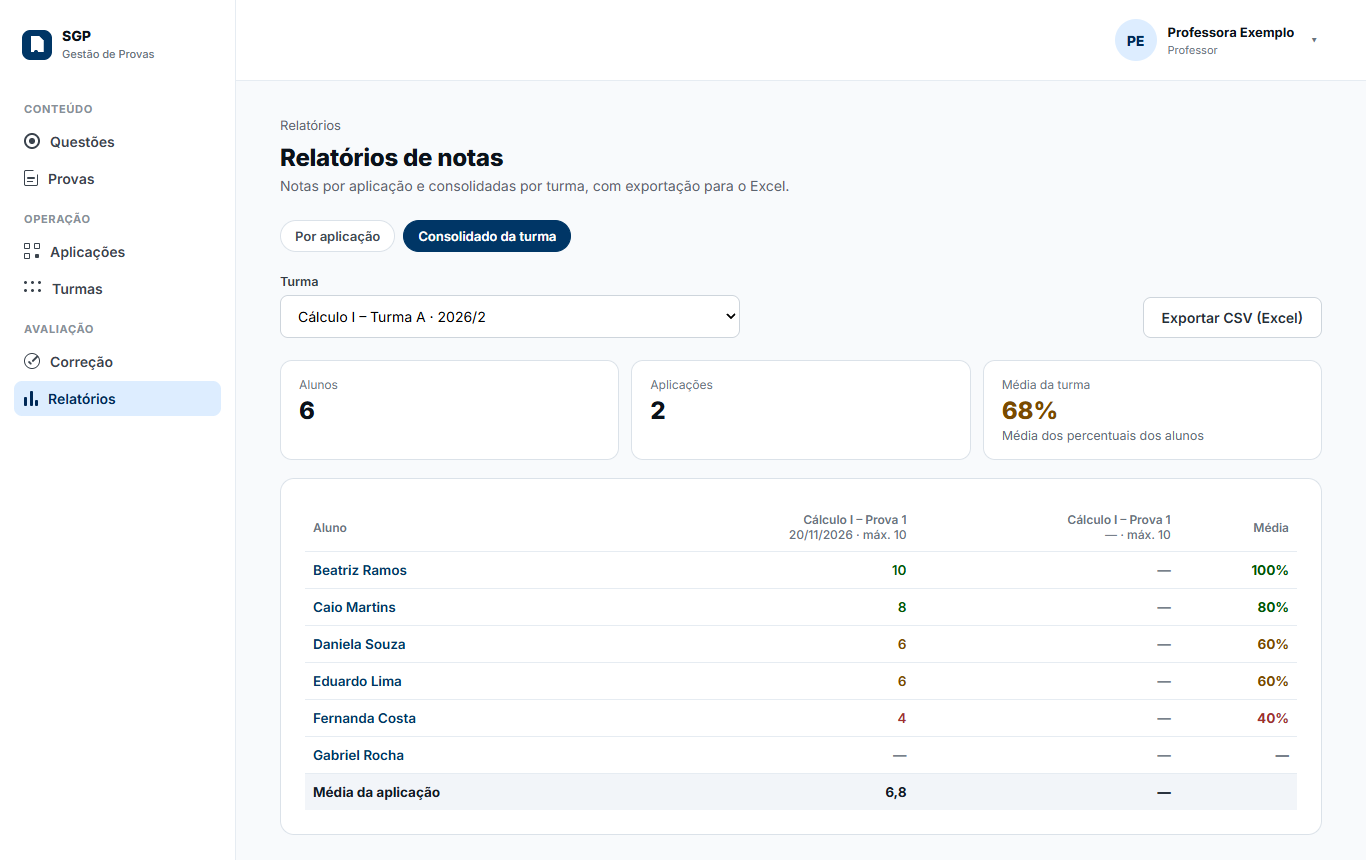 SGP
Gestão de Provas
PE
Professora Exemplo
Professor
CONTEÚDO
Questões
Provas
OPERAÇÃO
Aplicações
Turmas
AVALIAÇÃO
Correção
Relatórios
Relatórios
Relatórios de notas
Notas por aplicação e consolidadas por turma, com exportação para o Excel.
Por aplicação
Consolidado da turma
Turma
Cálculo I – Turma A · 2026/2
Exportar CSV (Excel)
Alunos
6
Aplicações
2
Média da turma
68%
Média dos percentuais dos alunos
Aluno
Cálculo I – Prova 1
20/11/2026 · máx. 10
Cálculo I – Prova 1
— · máx. 10
Média
Beatriz Ramos 10 — 100%
Caio Martins 8 — 80%
Daniela Souza 6 — 60%
Eduardo Lima 6 — 60%
Fernanda Costa 4 — 40%
Gabriel Rocha — — —
Média da aplicação 6,8 —